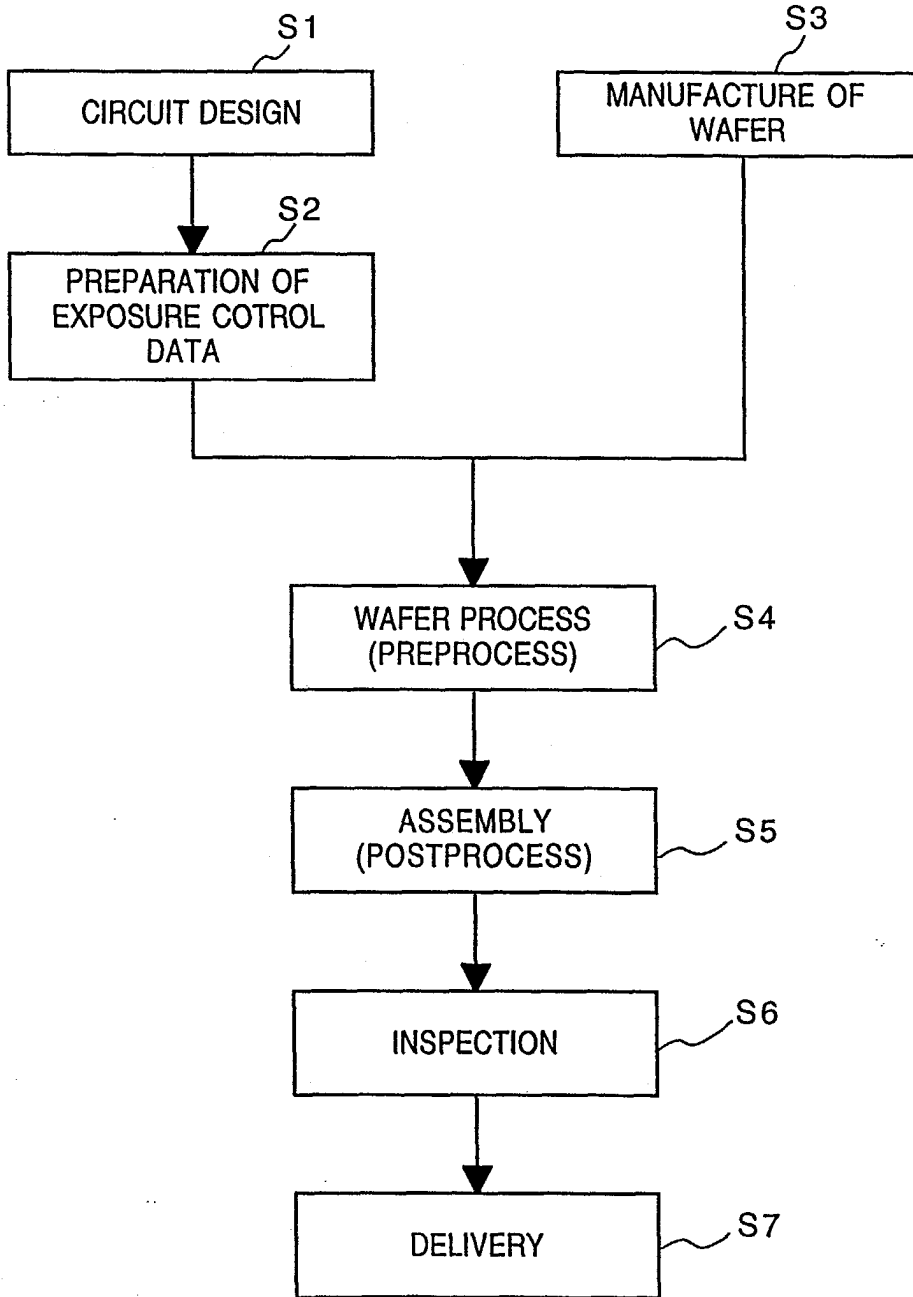 S1
CIRCUIT DESIGN
S3
MANUFACTURE OF
WAFER
S2
PREPARATION OF
EXPOSURE COTROL
DATA
WAFER PROCESS
(PREPROCESS)
S4
ASSEMBLY
(POSTPROCESS)
S5
INSPECTION
S6
DELIVERY
S7